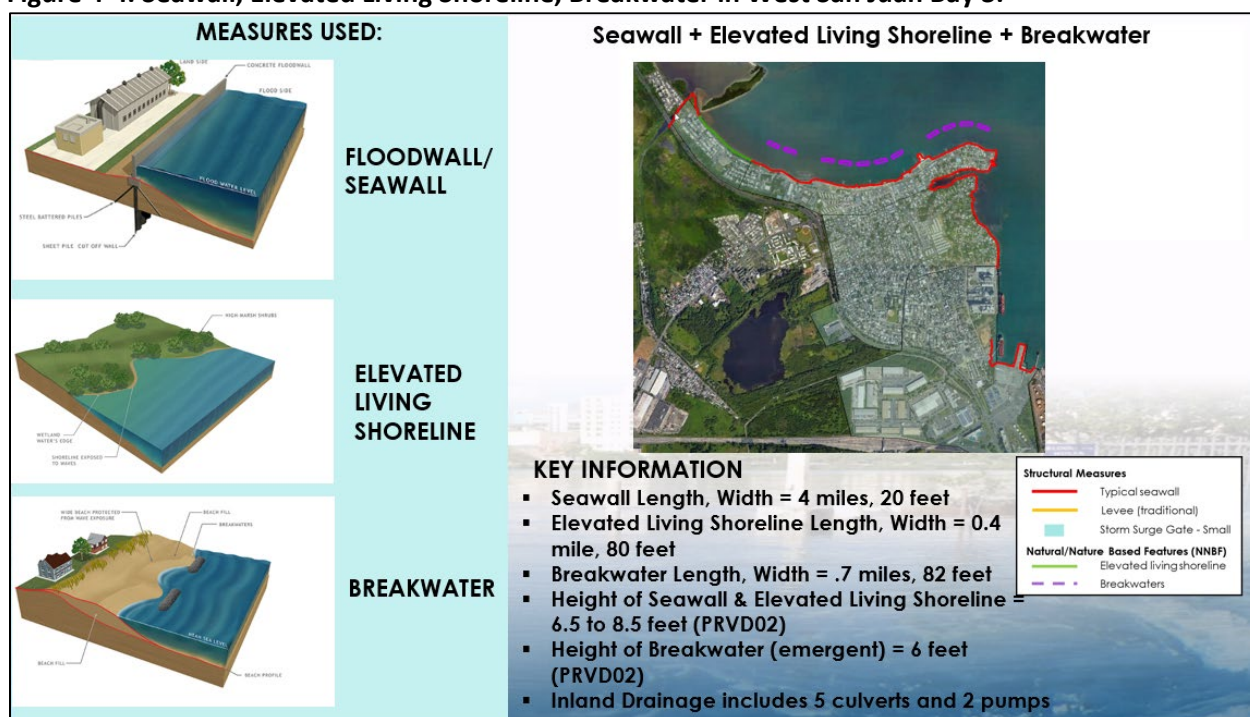 Figure 4-4. Seawall, Elevated Living Shoreline, Breakwater in West San Juan Bay 3.
MEASURES USED:
LAND SIDE
CONCRETE FLOODWALL
FLOOD SIDE
FLOOD WATER LEVEL
STEEL BATTERED PILES
SHEET PILE CUT OFF WALL
FLOODWALL/
SEAWALL
HIGH MARSH SHRUBS
WETLAND
WATER'S EDGE
SHORELINE EXPOSED
TO WAVES
ELEVATED
LIVING
SHORELINE
WIDE BEACH PROTECTED
FROM WAVE EXPOSURE
BEACH FILL
BREAKWATERS
MEAN SEA LEVEL
BEACH FILL
BEACH PROFILE
BREAKWATER
Seawall + Elevated Living Shoreline + Breakwater
KEY INFORMATION
▪ Seawall Length, Width = 4 miles, 20 feet
▪ Elevated Living Shoreline Length, Width = 0.4
mile, 80 feet
▪ Breakwater Length, Width = .7 miles, 82 feet
▪ Height of Seawall & Elevated Living Shoreline =
6.5 to 8.5 feet (PRVD02)
▪ Height of Breakwater (emergent) = 6 feet
(PRVD02)
▪ Inland Drainage includes 5 culverts and 2 pumps
Structural Measures
Typical seawall
Levee (traditional)
Storm Surge Gate - Small
Natural/Nature Based Features (NNBF)
Elevated living shoreline
Breakwaters